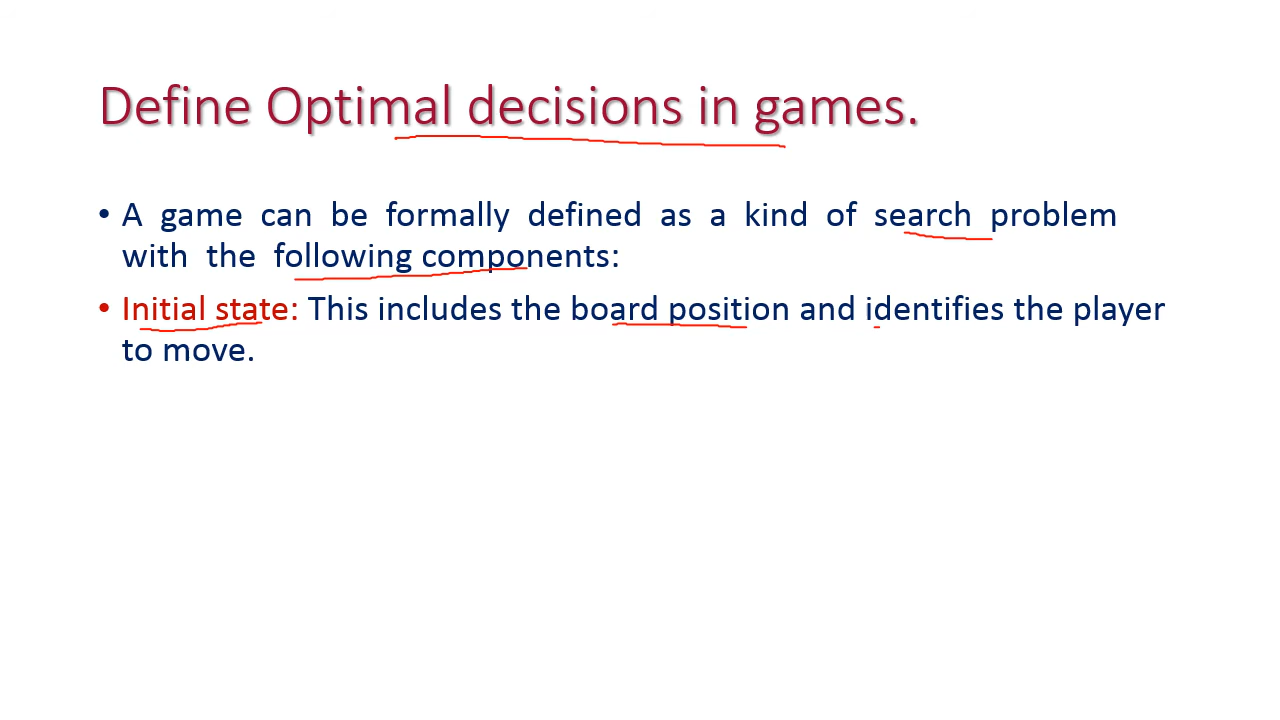 Define Optimal decisions in games.
• A game can be formally defined as a kind of search problem
with the following components:
• Initial state: This includes the board position and identifies the player
to move.